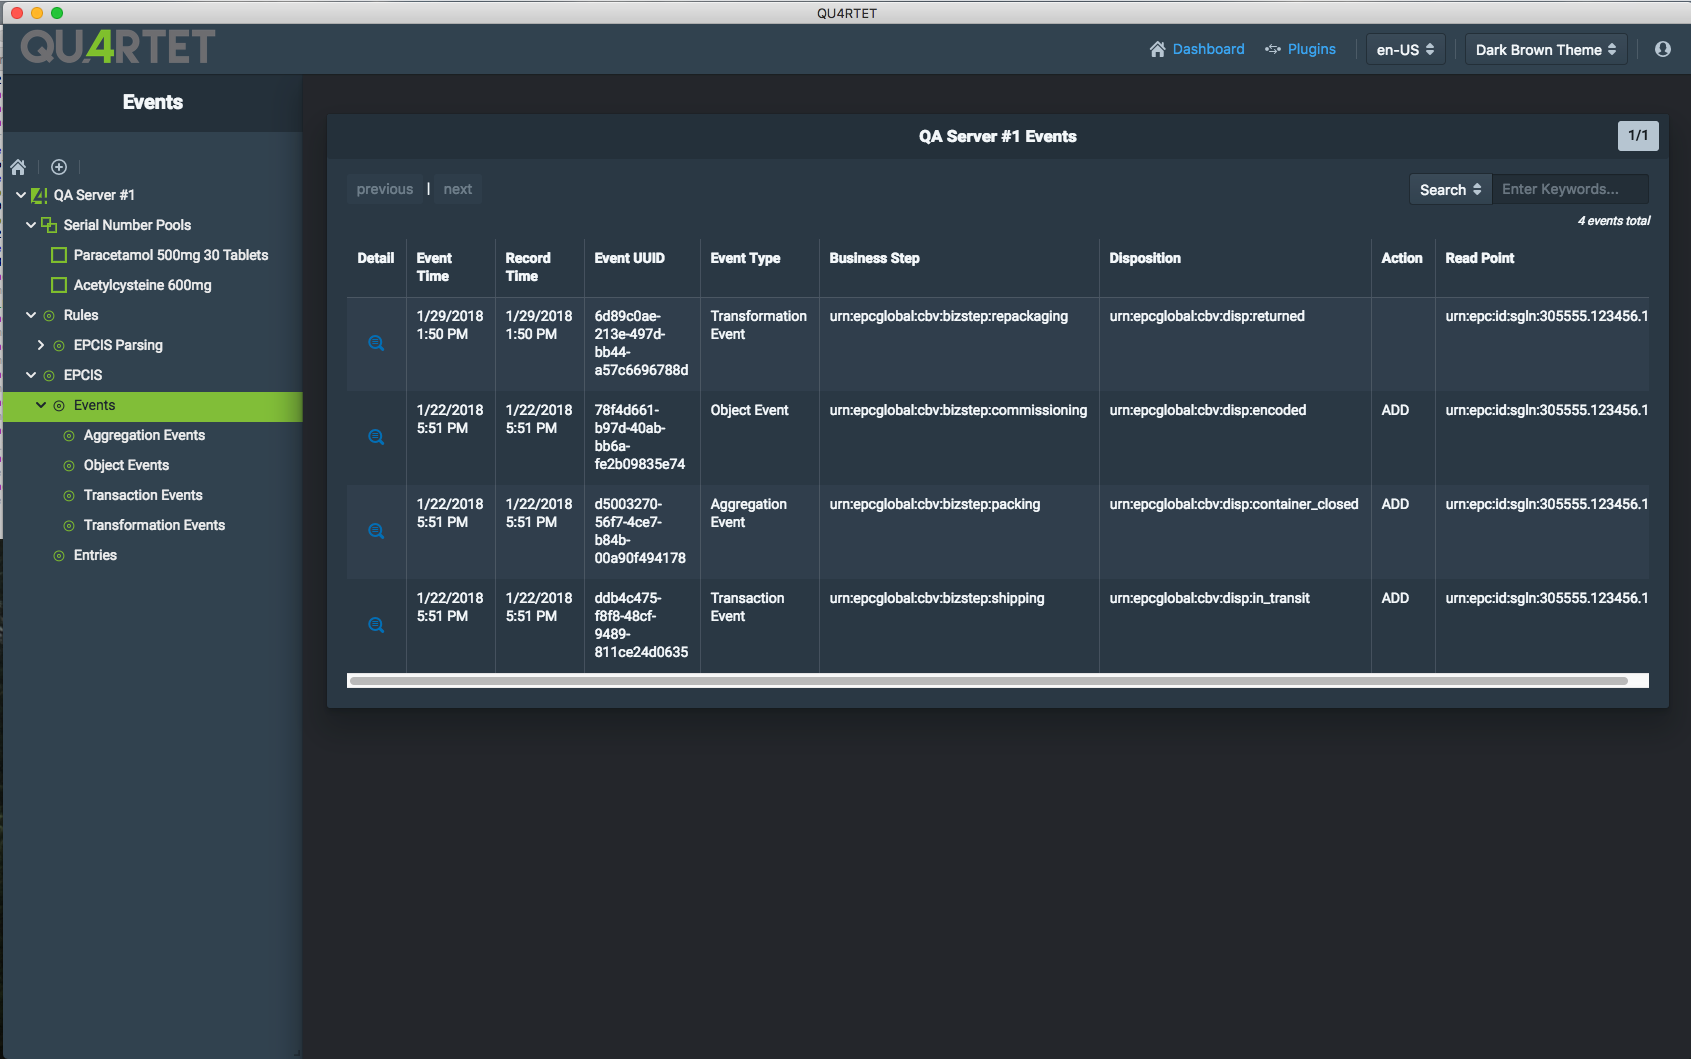 QU4RTET
QU4RTET
Dashboard
Plugins
en-US
Dark Brown Theme
Events
QA Server #1
Serial Number Pools
Paracetamol 500mg 30 Tablets
Acetylcysteine 600mg
Rules
EPCIS Parsing
EPCIS
Events
Aggregation Events
Object Events
Transaction Events
Transformation Events
Entries
QA Server #1 Events
1/1
previous | next
Search
Enter Keywords...
4 events total
Detail
Event
Time
Record
Time
Event UUID
Event Type
Business Step
Disposition
Action
Read Point
1/29/2018
1:50 PM
1/29/2018
1:50 PM
6d89c0ae-
213e-497d-
bb44-
a57c6696788d
Transformation
Event
urn:epcglobal:cbv:bizstep:repackaging
urn:epcglobal:cbv:disp:returned
urn:epc:id:sgln:305555.123456.1
1/22/2018
5:51 PM
1/22/2018
5:51 PM
78f4d661-
b97d-40ab-
bb6a-
fe2b09835e74
Object Event
urn:epcglobal:cbv:bizstep:commissioning
urn:epcglobal:cbv:disp:encoded
ADD
urn:epc:id:sgln:305555.123456.1
1/22/2018
5:51 PM
1/22/2018
5:51 PM
d5003270-
56f7-4ce7-
b84b-
00a90f494178
Aggregation
Event
urn:epcglobal:cbv:bizstep:packing
urn:epcglobal:cbv:disp:container_closed
ADD
urn:epc:id:sgln:305555.123456.1
1/22/2018
5:51 PM
1/22/2018
5:51 PM
ddb4c475-
f8f8-48cf-
9489-
811ce24d0635
Transaction
Event
urn:epcglobal:cbv:bizstep:shipping
urn:epcglobal:cbv:disp:in_transit
ADD
urn:epc:id:sgln:305555.123456.1